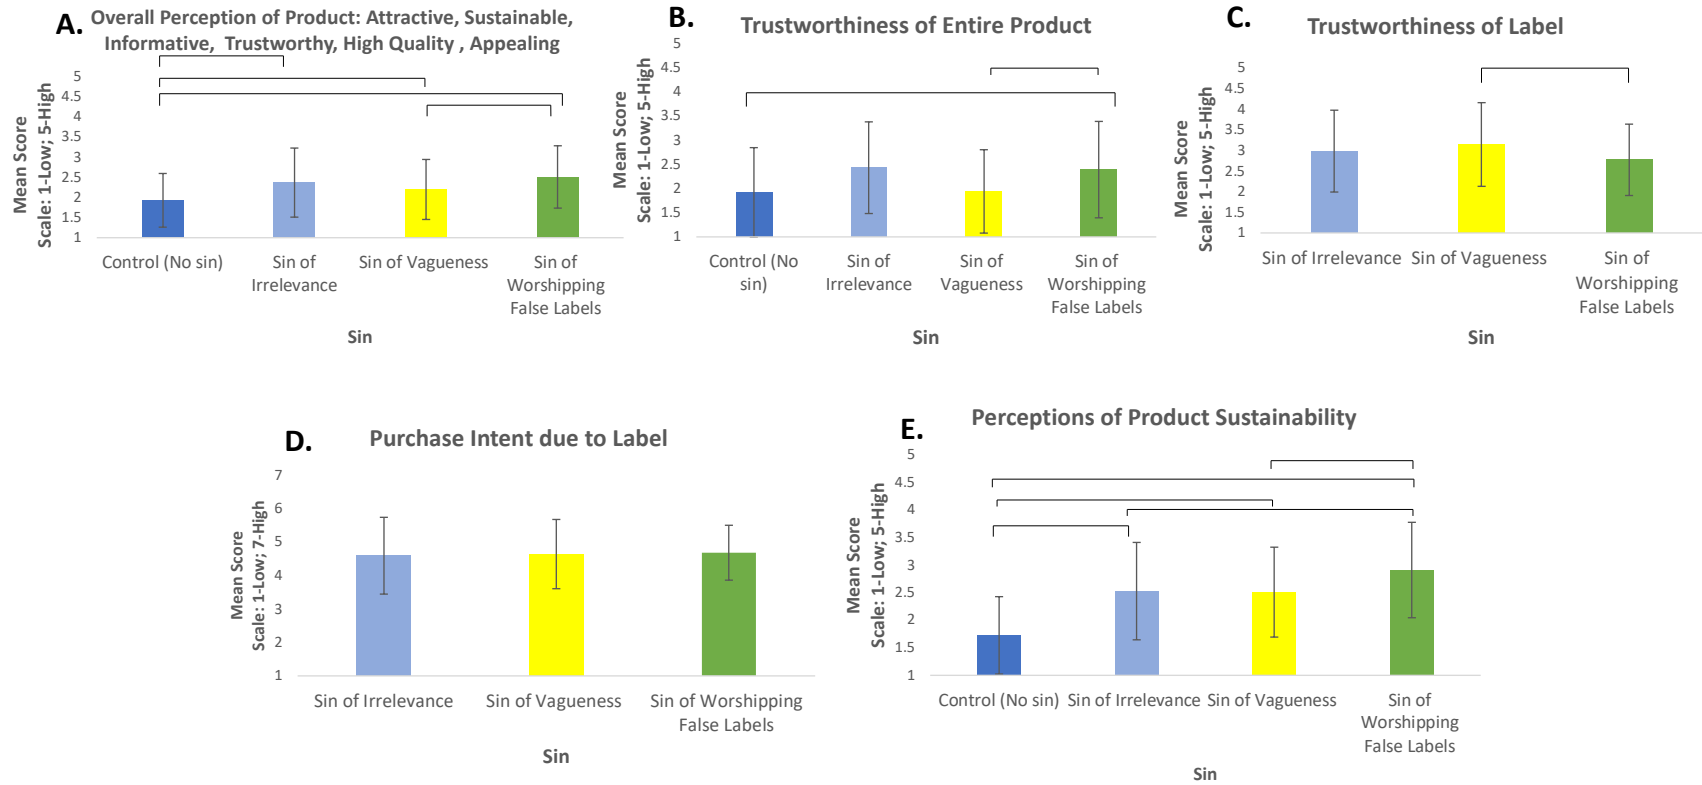 A.
Overall Perception of Product: Attractive, Sustainable,
Informative, Trustworthy, High Quality , Appealing
Mean Score
Scale: 1-Low; 5-High
5
4.5
4
3.5
3
2.5
2
1.5
1
Control (No sin)
Sin of
Irrelevance
Sin of Vagueness
Sin of
Worshipping
False Labels
Sin
B.
Trustworthiness of Entire Product
Mean Score
Scale: 1-Low; 5-High
5
4.5
4
3.5
3
2.5
2
1.5
1
Control (No
sin)
Sin of
Irrelevance
Sin of
Vagueness
Sin of
Worshipping
False Labels
Sin
C.
Trustworthiness of Label
Mean Score
Scale: 1-Low; 5-High
5
4.5
4
3.5
3
2.5
2
1.5
1
Sin of Irrelevance
Sin of Vagueness
Sin of
Worshipping
False Labels
Sin
D.
Purchase Intent due to Label
Mean Score
Scale: 1-Low; 7-High
7
6
5
4
3
2
1
Sin of Irrelevance
Sin of Vagueness
Sin of Worshipping
False Labels
Sin
E.
Perceptions of Product Sustainability
Mean Score
Scale: 1-Low; 5-High
5
4.5
4
3.5
3
2.5
2
1.5
1
Control (No sin)
Sin of Irrelevance
Sin of Vagueness
Sin of
Worshipping
False Labels
Sin